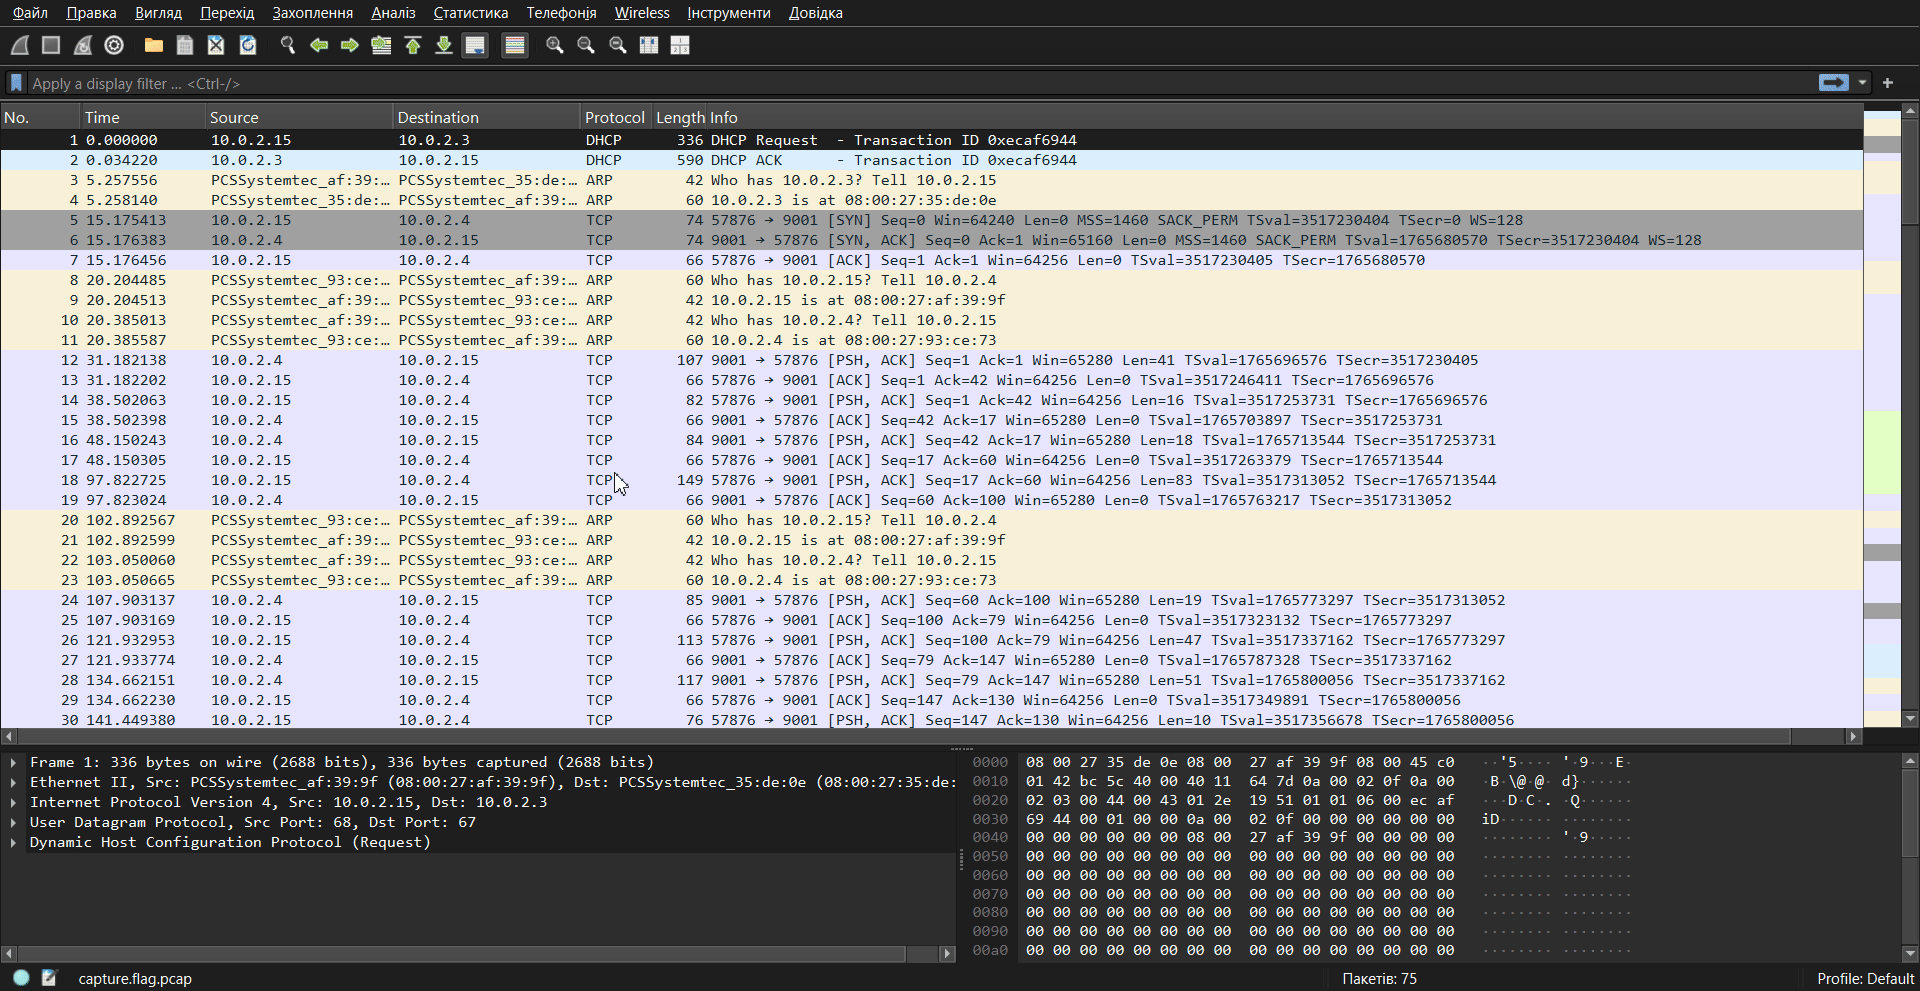 Файл Правка Вигляд Перехід Захоплення Аналіз Статистика Телефонія Wireless Інструменти Довідка
Apply a display filter ... <Ctrl-/>
No. Time Source Destination Protocol Length Info
1 0.000000 10.0.2.15 10.0.2.3 DHCP 336 DHCP Request - Transaction ID 0xecaf6944
2 0.034220 10.0.2.3 10.0.2.15 DHCP 590 DHCP ACK - Transaction ID 0xecaf6944
3 5.257556 PCSSystemtec_af:39:… PCSSystemtec_35:de:… ARP 42 Who has 10.0.2.3? Tell 10.0.2.15
4 5.258140 PCSSystemtec_35:de:… PCSSystemtec_af:39:… ARP 60 10.0.2.3 is at 08:00:27:35:de:0e
5 15.175413 10.0.2.15 10.0.2.4 TCP 74 57876 → 9001 [SYN] Seq=0 Win=64240 Len=0 MSS=1460 SACK_PERM TSval=3517230404 TSecr=0 WS=128
6 15.176383 10.0.2.4 10.0.2.15 TCP 74 9001 → 57876 [SYN, ACK] Seq=0 Ack=1 Win=65160 Len=0 MSS=1460 SACK_PERM TSval=1765680570 TSecr=3517230404 WS=128
7 15.176456 10.0.2.15 10.0.2.4 TCP 66 57876 → 9001 [ACK] Seq=1 Ack=1 Win=64256 Len=0 TSval=3517230405 TSecr=1765680570
8 20.204485 PCSSystemtec_93:ce:… PCSSystemtec_af:39:… ARP 60 Who has 10.0.2.15? Tell 10.0.2.4
9 20.204513 PCSSystemtec_af:39:… PCSSystemtec_93:ce:… ARP 42 10.0.2.15 is at 08:00:27:af:39:9f
10 20.385013 PCSSystemtec_af:39:… PCSSystemtec_93:ce:… ARP 42 Who has 10.0.2.4? Tell 10.0.2.15
11 20.385587 PCSSystemtec_93:ce:… PCSSystemtec_af:39:… ARP 60 10.0.2.4 is at 08:00:27:93:ce:73
12 31.182138 10.0.2.4 10.0.2.15 TCP 107 9001 → 57876 [PSH, ACK] Seq=1 Ack=1 Win=65280 Len=41 TSval=1765696576 TSecr=3517230405
13 31.182202 10.0.2.15 10.0.2.4 TCP 66 57876 → 9001 [ACK] Seq=1 Ack=42 Win=64256 Len=0 TSval=3517246411 TSecr=1765696576
14 38.502063 10.0.2.15 10.0.2.4 TCP 82 57876 → 9001 [PSH, ACK] Seq=1 Ack=42 Win=64256 Len=16 TSval=3517253731 TSecr=1765696576
15 38.502398 10.0.2.4 10.0.2.15 TCP 66 9001 → 57876 [ACK] Seq=42 Ack=17 Win=65280 Len=0 TSval=1765703897 TSecr=3517253731
16 48.150243 10.0.2.4 10.0.2.15 TCP 84 9001 → 57876 [PSH, ACK] Seq=42 Ack=17 Win=65280 Len=18 TSval=1765713544 TSecr=3517253731
17 48.150305 10.0.2.15 10.0.2.4 TCP 66 57876 → 9001 [ACK] Seq=17 Ack=60 Win=64256 Len=0 TSval=3517263379 TSecr=1765713544
18 97.822725 10.0.2.15 10.0.2.4 TCP 149 57876 → 9001 [PSH, ACK] Seq=17 Ack=60 Win=64256 Len=83 TSval=3517313052 TSecr=1765713544
19 97.823024 10.0.2.4 10.0.2.15 TCP 66 9001 → 57876 [ACK] Seq=60 Ack=100 Win=65280 Len=0 TSval=1765763217 TSecr=3517313052
20 102.892567 PCSSystemtec_93:ce:… PCSSystemtec_af:39:… ARP 60 Who has 10.0.2.15? Tell 10.0.2.4
21 102.892599 PCSSystemtec_af:39:… PCSSystemtec_93:ce:… ARP 42 10.0.2.15 is at 08:00:27:af:39:9f
22 103.050060 PCSSystemtec_af:39:… PCSSystemtec_93:ce:… ARP 42 Who has 10.0.2.4? Tell 10.0.2.15
23 103.050665 PCSSystemtec_93:ce:… PCSSystemtec_af:39:… ARP 60 10.0.2.4 is at 08:00:27:93:ce:73
24 107.903137 10.0.2.4 10.0.2.15 TCP 85 9001 → 57876 [PSH, ACK] Seq=60 Ack=100 Win=65280 Len=19 TSval=1765773297 TSecr=3517313052
25 107.903169 10.0.2.15 10.0.2.4 TCP 66 57876 → 9001 [ACK] Seq=100 Ack=79 Win=64256 Len=0 TSval=3517323132 TSecr=1765773297
26 121.932953 10.0.2.15 10.0.2.4 TCP 113 57876 → 9001 [PSH, ACK] Seq=100 Ack=79 Win=64256 Len=47 TSval=3517337162 TSecr=1765773297
27 121.933774 10.0.2.4 10.0.2.15 TCP 66 9001 → 57876 [ACK] Seq=79 Ack=147 Win=65280 Len=0 TSval=1765787328 TSecr=3517337162
28 134.662151 10.0.2.4 10.0.2.15 TCP 117 9001 → 57876 [PSH, ACK] Seq=79 Ack=147 Win=65280 Len=51 TSval=1765800056 TSecr=3517337162
29 134.662230 10.0.2.15 10.0.2.4 TCP 66 57876 → 9001 [ACK] Seq=147 Ack=130 Win=64256 Len=0 TSval=3517349891 TSecr=1765800056
30 141.449380 10.0.2.15 10.0.2.4 TCP 76 57876 → 9001 [PSH, ACK] Seq=147 Ack=130 Win=64256 Len=10 TSval=3517356678 TSecr=1765800056
Frame 1: 336 bytes on wire (2688 bits), 336 bytes captured (2688 bits)
Ethernet II, Src: PCSSystemtec_af:39:9f (08:00:27:af:39:9f), Dst: PCSSystemtec_35:de:0e (08:00:27:35:de:
Internet Protocol Version 4, Src: 10.0.2.15, Dst: 10.0.2.3
User Datagram Protocol, Src Port: 68, Dst Port: 67
Dynamic Host Configuration Protocol (Request)
0000 08 00 27 35 de 0e 08 00 27 af 39 9f 08 00 45 c0 ··'5···· '·9···E·
0010 01 42 bc 5c 40 00 40 11 64 7d 0a 00 02 0f 0a 00 ·B·\@·@· d}······
0020 02 03 00 44 00 43 01 2e 19 51 01 01 06 00 ec af ···D·C·. ·Q······
0030 69 44 00 01 00 00 0a 00 02 0f 00 00 00 00 00 00 iD······ ········
0040 00 00 00 00 00 00 08 00 27 af 39 9f 00 00 00 00 ········ '·9·····
0050 00 00 00 00 00 00 00 00 00 00 00 00 00 00 00 00 ········ ········
0060 00 00 00 00 00 00 00 00 00 00 00 00 00 00 00 00 ········ ········
0070 00 00 00 00 00 00 00 00 00 00 00 00 00 00 00 00 ········ ········
0080 00 00 00 00 00 00 00 00 00 00 00 00 00 00 00 00 ········ ········
0090 00 00 00 00 00 00 00 00 00 00 00 00 00 00 00 00 ········ ········
00a0 00 00 00 00 00 00 00 00 00 00 00 00 00 00 00 00 ········ ········
capture.flag.pcap Пакетів: 75 Profile: Default